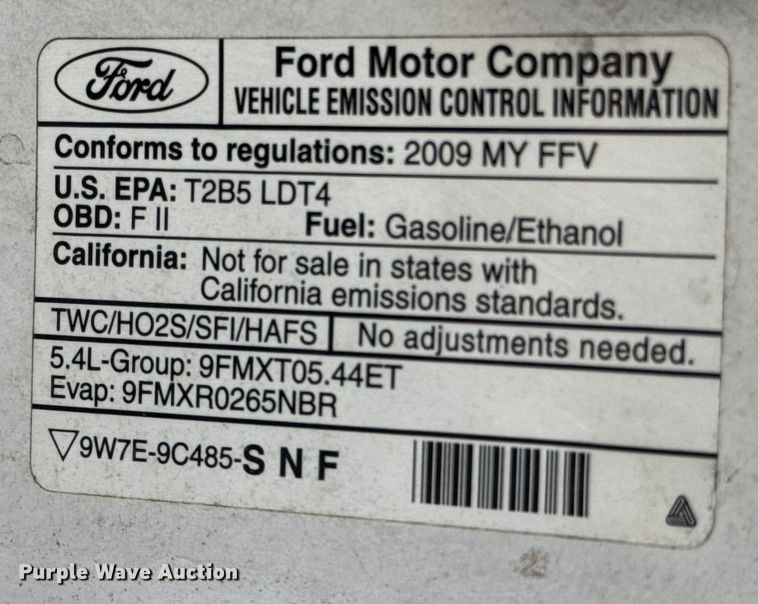 Ford
Ford Motor Company
VEHICLE EMISSION CONTROL INFORMATION
Conforms to regulations: 2009 MY FFV
U.S. EPA: T2B5 LDT4
OBD: F II Fuel: Gasoline/Ethanol
California: Not for sale in states with
California emissions standards.
TWC/HO2S/SFI/HAFS No adjustments needed.
5.4L-Group: 9FMXT05.44ET
Evap: 9FMXR0265NBR
9W7E-9C485-S N F
Purple Wave Auction